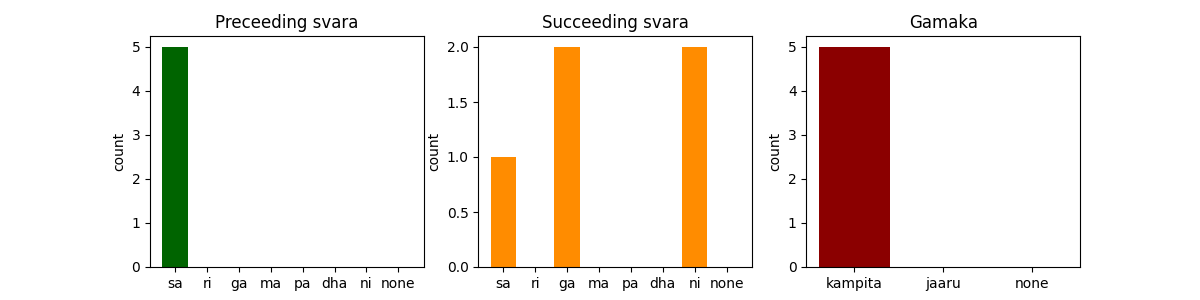 Preceeding svara
count
5
4
3
2
1
0
sa ri ga ma pa dha ni none
Succeeding svara
count
2.0
1.5
1.0
0.5
0.0
sa ri ga ma pa dha ni none
Gamaka
count
5
4
3
2
1
0
kampita jaaru none